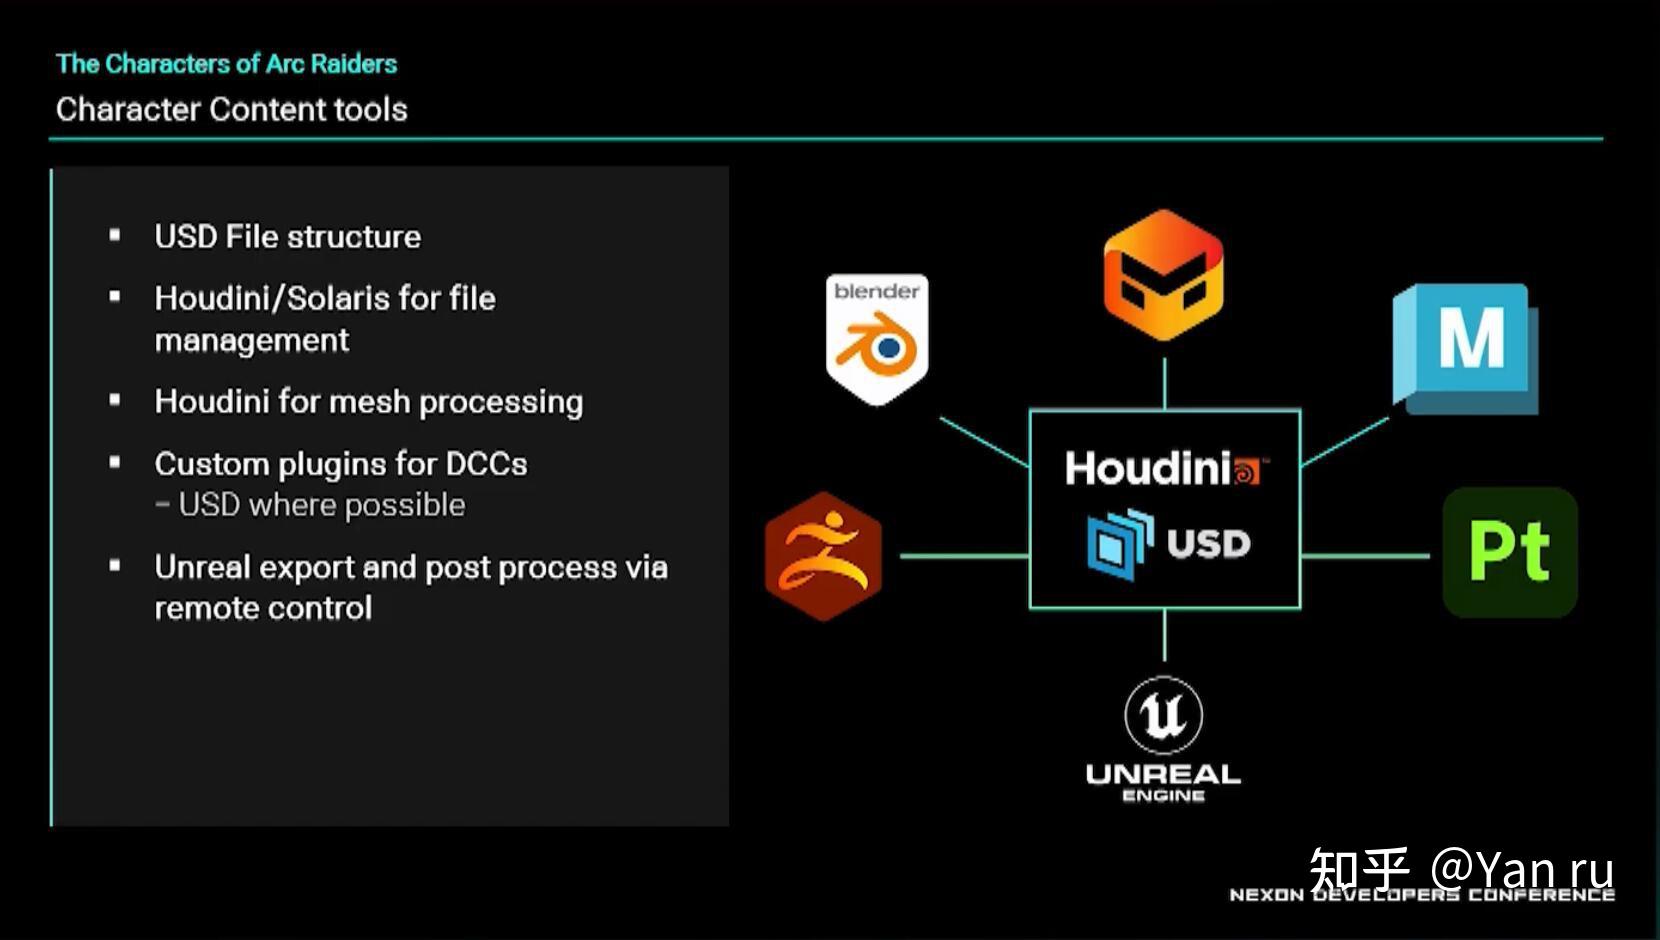 The Characters of Arc Raiders
Character Content tools
▪ USD File structure
▪ Houdini/Solaris for file
management
▪ Houdini for mesh processing
▪ Custom plugins for DCCs
– USD where possible
▪ Unreal export and post process via
remote control
blender
M
Houdini
USD
Pt
UNREAL
ENGINE
知乎 @Yan ru
NEXON DEVELOPERS CONFERENCE